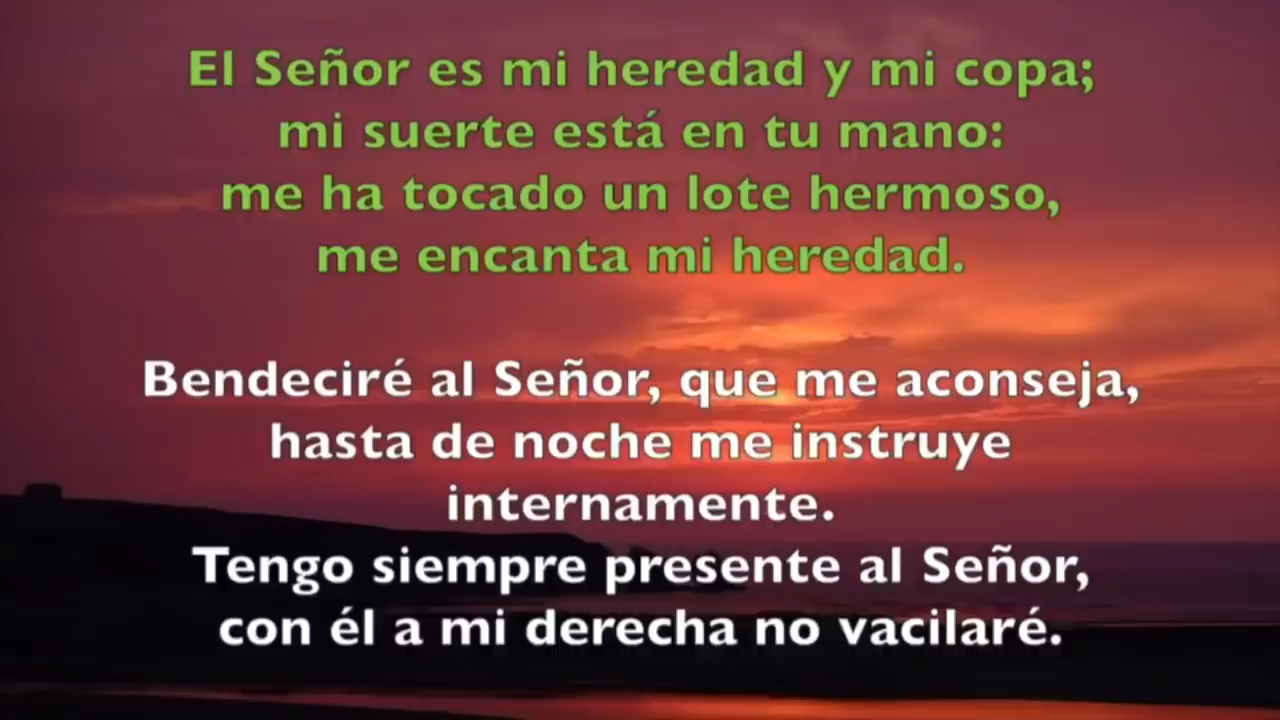 El Señor es mi heredad y mi copa;
mi suerte está en tu mano:
me ha tocado un lote hermoso,
me encanta mi heredad.
Bendeciré al Señor, que me aconseja,
hasta de noche me instruye
internamente.
Tengo siempre presente al Señor,
con él a mi derecha no vacilaré.